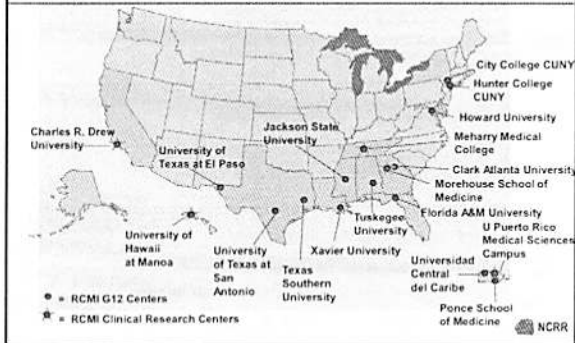 City College CUNY
Hunter College
CUNY
Howard University
Charles R. Drew
University
University of
Texas at El Paso
Jackson State
University
Meharry Medical
College
Clark Atlanta University
Morehouse School of
Medicine
Florida A&M University
Tuskegee
University
U Puerto Rico
Medical Sciences
Campus
University
of
Hawaii
at Manoa
University
of Texas at
San
Antonio
Texas
Southern
University
Xavier University
Universidad
Central
del Caribe
Ponce School
of Medicine
= RCMI G12 Centers
= RCMI Clinical Research Centers
NCRR